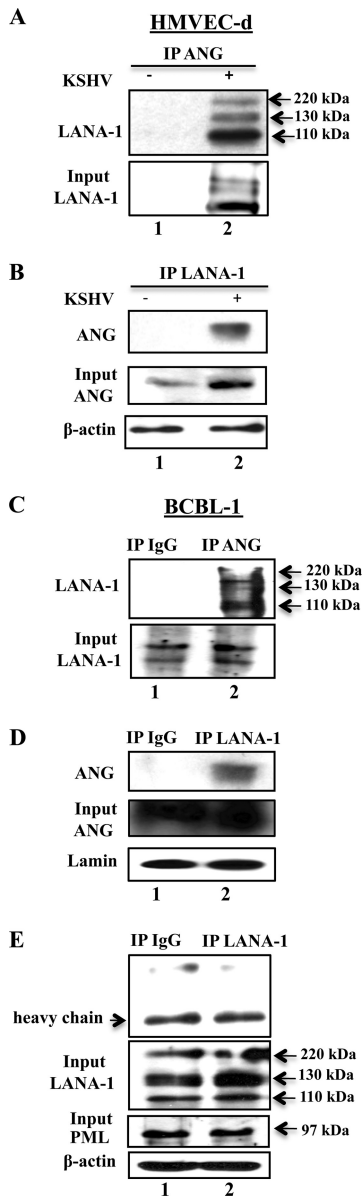 A
HMVEC-d
IP ANG
KSHV - +
220 kDa
130 kDa
LANA-1
110 kDa
Input
LANA-1
1 2
B
IP LANA-1
KSHV - +
ANG
Input
ANG
β-actin
1 2
C
BCBL-1
IP IgG IP ANG
220 kDa
LANA-1
130 kDa
110 kDa
Input
LANA-1
1 2
D
IP IgG IP LANA-1
ANG
Input
ANG
Lamin
1 2
E
IP IgG IP LANA-1
heavy chain
220 kDa
Input
LANA-1
130 kDa
110 kDa
Input
PML
97 kDa
β-actin
1 2